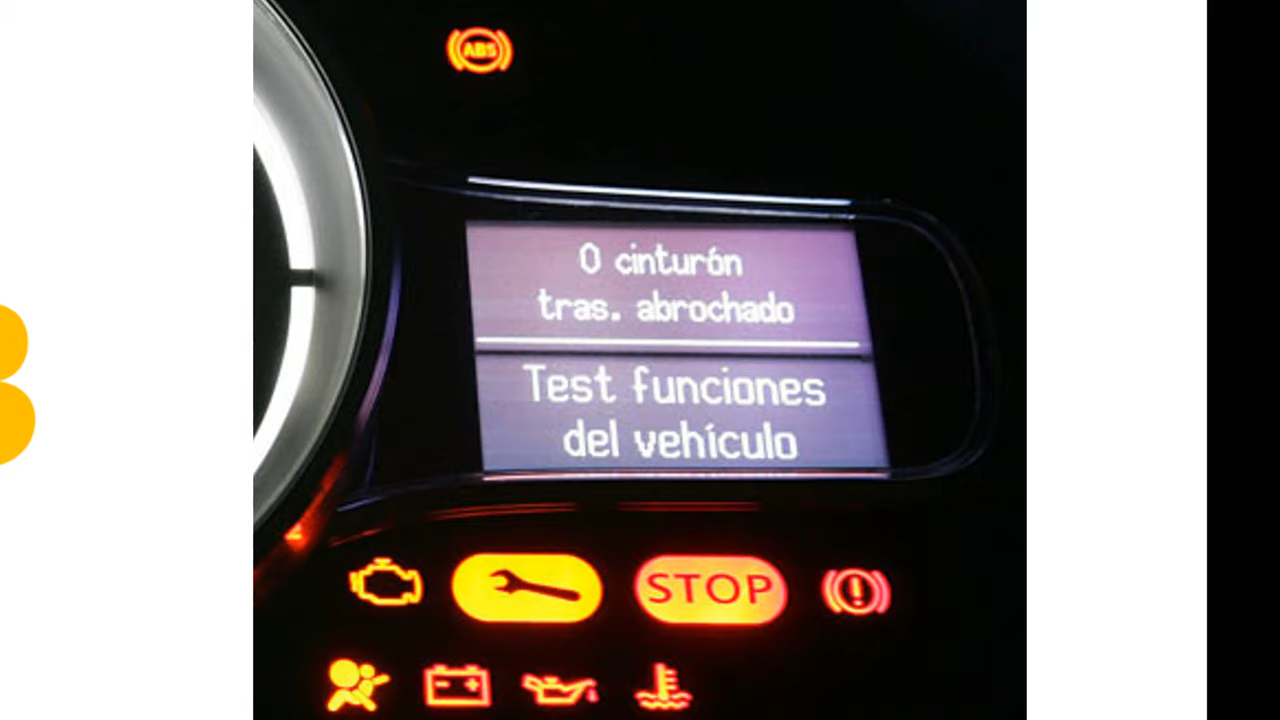 ABS
0 cinturón
tras. abrochado
Test funciones
del vehículo
STOP